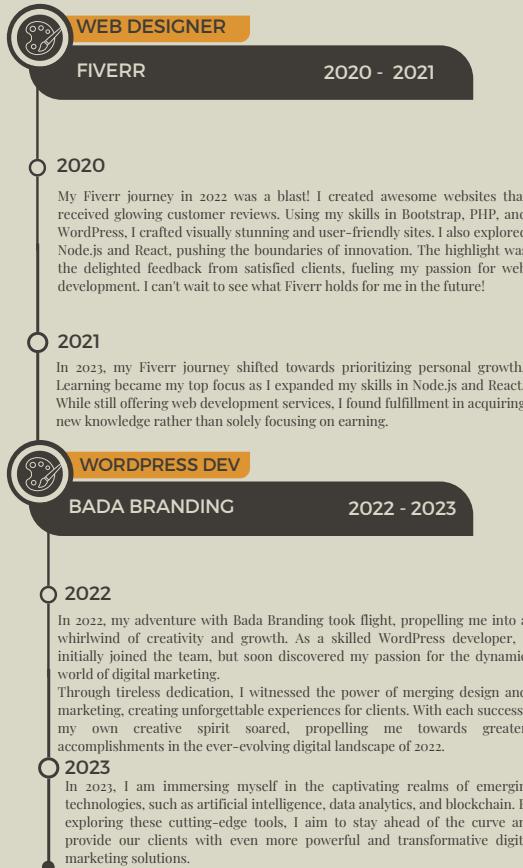 WEB DESIGNER
FIVERR 2020 - 2021
2020
My Fiverr journey in 2022 was a blast! I created awesome websites that
received glowing customer reviews. Using my skills in Bootstrap, PHP, and
WordPress, I crafted visually stunning and user-friendly sites. I also explored
Node.js and React, pushing the boundaries of innovation. The highlight was
the delighted feedback from satisfied clients, fueling my passion for web
development. I can't wait to see what Fiverr holds for me in the future!
2021
In 2023, my Fiverr journey shifted towards prioritizing personal growth.
Learning became my top focus as I expanded my skills in Node.js and React.
While still offering web development services, I found fulfillment in acquiring
new knowledge rather than solely focusing on earning.
WORDPRESS DEV
BADA BRANDING 2022 - 2023
2022
In 2022, my adventure with Bada Branding took flight, propelling me into a
whirlwind of creativity and growth. As a skilled WordPress developer,
initially joined the team, but soon discovered my passion for the dynamic
world of digital marketing.
Through tireless dedication, I witnessed the power of merging design and
marketing, creating unforgettable experiences for clients. With each success,
my own creative spirit soared, propelling me towards greater
accomplishments in the ever-evolving digital landscape of 2022.
2023
In 2023, I am immersing myself in the captivating realms of emergin
technologies, such as artificial intelligence, data analytics, and blockchain.
exploring these cutting-edge tools, I aim to stay ahead of the curve an
provide our clients with even more powerful and transformative digit
marketing solutions.